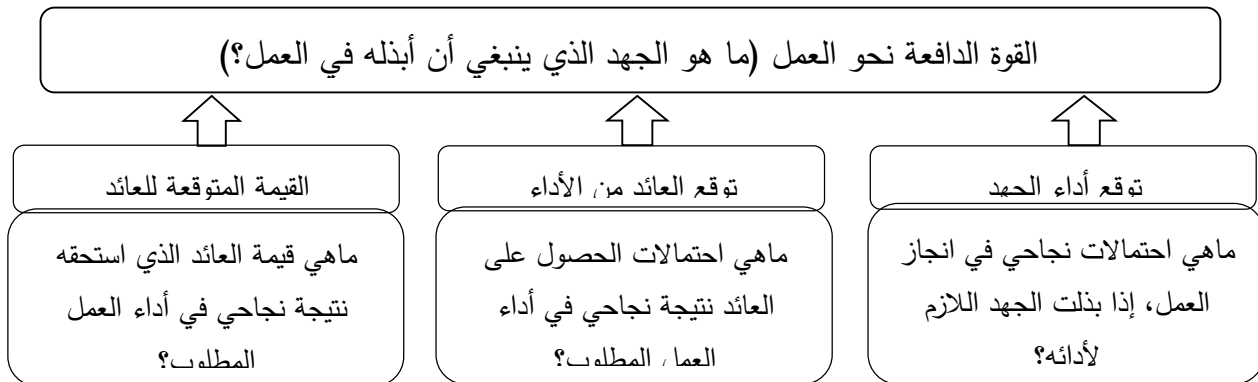 القوة الدافعة نحو العمل (ما هو الجهد الذي ينبغي أن أبذله في العمل؟)
توقع أداء الجهد
ماهي احتمالات نجاحي في انجاز
العمل، إذا بذلت الجهد اللازم
لأدائه؟
توقع العائد من الأداء
ماهي احتمالات الحصول على
العائد نتيجة نجاحي في أداء
العمل المطلوب؟
القيمة المتوقعة للعائد
ماهي قيمة العائد الذي استحقه
نتيجة نجاحي في أداء العمل
المطلوب؟